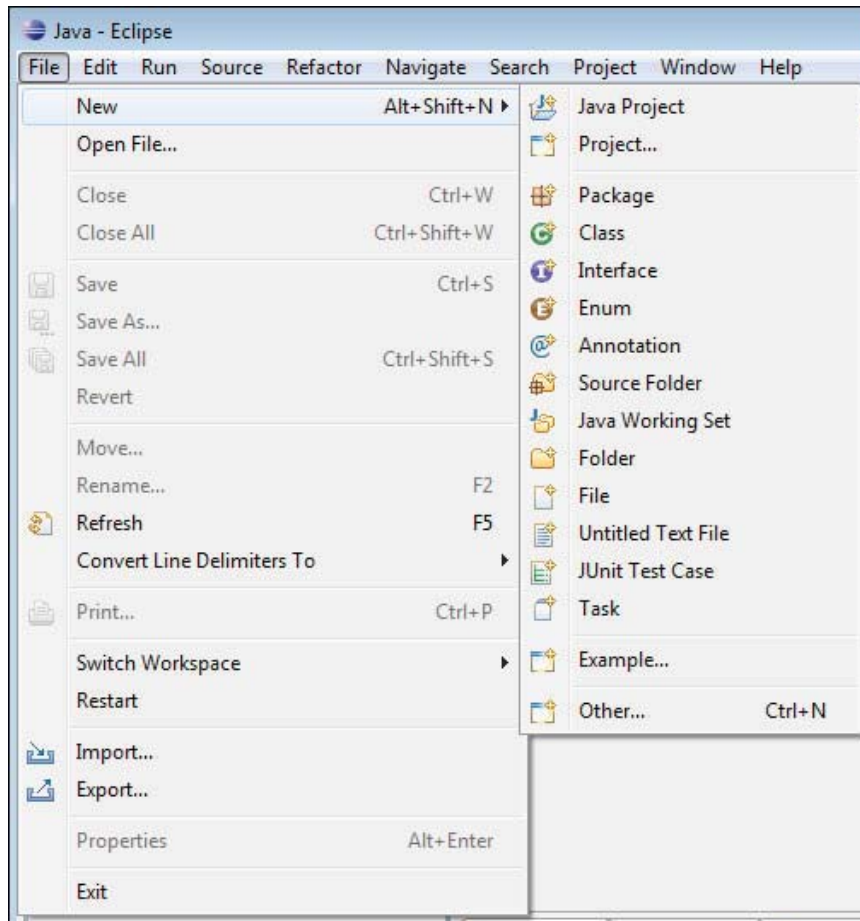 Java - Eclipse
File Edit Run Source Refactor Navigate Search Project Window Help
New Alt+Shift+N
Open File...
Close Ctrl+W
Close All Ctrl+Shift+W
Save Ctrl+S
Save As...
Save All Ctrl+Shift+S
Revert
Move...
Rename... F2
Refresh F5
Convert Line Delimiters To
Print... Ctrl+P
Switch Workspace
Restart
Import...
Export...
Properties Alt+Enter
Exit
Java Project
Project...
Package
Class
Interface
Enum
Annotation
Source Folder
Java Working Set
Folder
File
Untitled Text File
JUnit Test Case
Task
Example...
Other... Ctrl+N